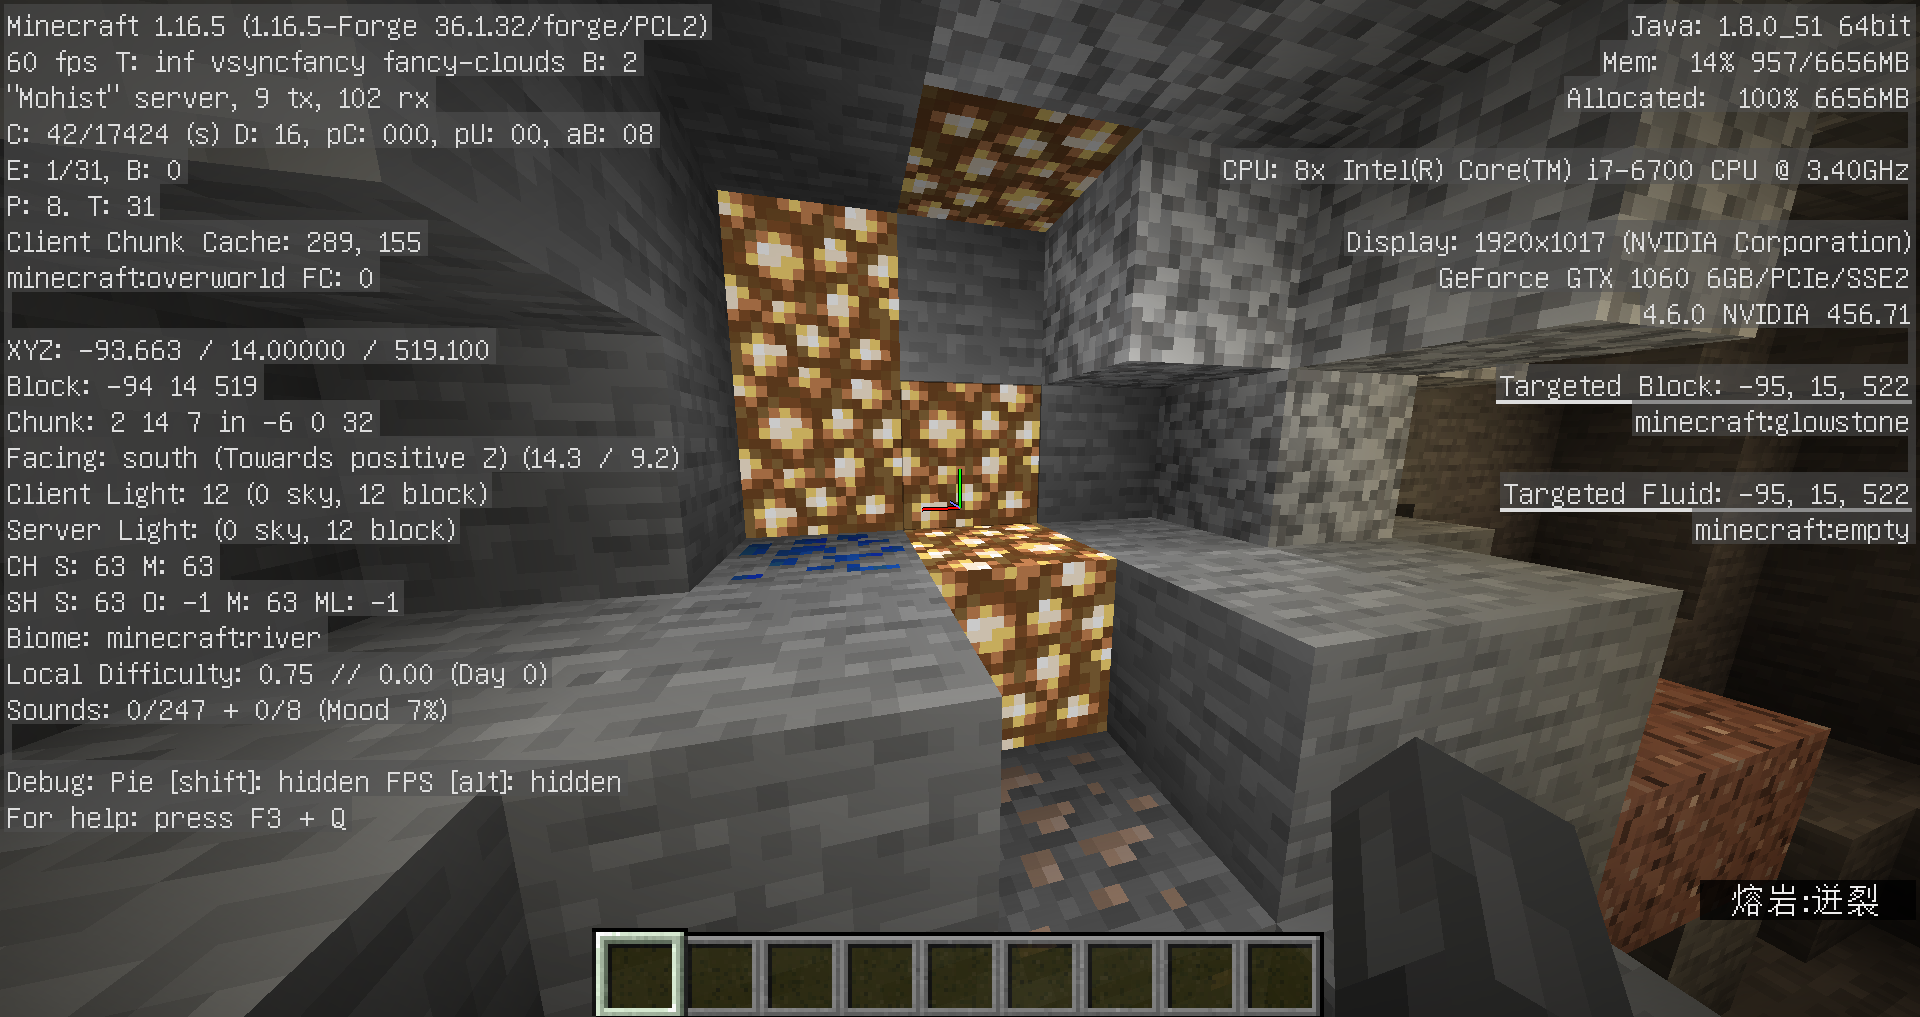 Minecraft 1.16.5 (1.16.5-Forge 36.1.32/forge/PCL2)
60 fps T: inf vsyncfancy fancy-clouds B: 2
"Mohist" server, 9 tx, 102 rx
C: 42/17424 (s) D: 16, pC: 000, pU: 00, aB: 08
E: 1/31, B: 0
P: 8. T: 31
Client Chunk Cache: 289, 155
minecraft:overworld FC: 0
XYZ: -93.663 / 14.00000 / 519.100
Block: -94 14 519
Chunk: 2 14 7 in -6 0 32
Facing: south (Towards positive Z) (14.3 / 9.2)
Client Light: 12 (0 sky, 12 block)
Server Light: (0 sky, 12 block)
CH S: 63 M: 63
SH S: 63 O: -1 M: 63 ML: -1
Biome: minecraft:river
Local Difficulty: 0.75 // 0.00 (Day 0)
Sounds: 0/247 + 0/8 (Mood 7%)
Debug: Pie [shift]: hidden FPS [alt]: hidden
For help: press F3 + Q
Java: 1.8.0_51 64bit
Mem: 14% 957/6656MB
Allocated: 100% 6656MB
CPU: 8x Intel(R) Core(TM) i7-6700 CPU @ 3.40GHz
Display: 1920x1017 (NVIDIA Corporation)
GeForce GTX 1060 6GB/PCIe/SSE2
4.6.0 NVIDIA 456.71
Targeted Block: -95, 15, 522
minecraft:glowstone
Targeted Fluid: -95, 15, 522
minecraft:empty
熔岩:迸裂